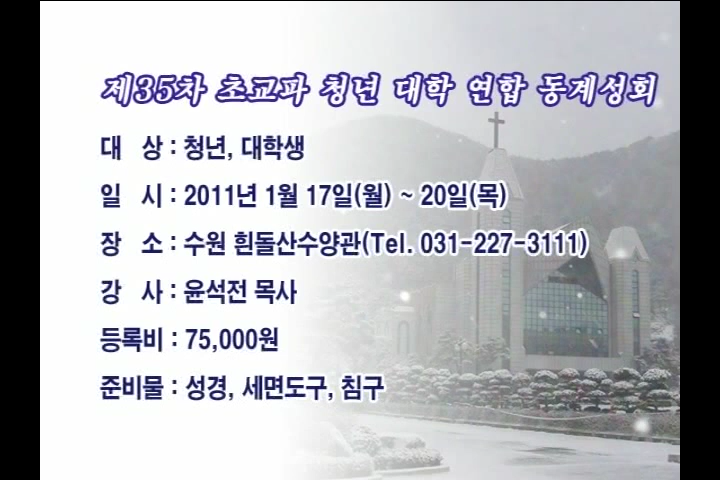 제35차 초교파 청년 대학 연합 동계성회
대 상 : 청년, 대학생
일 시 : 2011년 1월 17일(월) ~ 20일(목)
장 소 : 수원 흰돌산수양관(Tel. 031-227-3111)
강 사 : 윤석전 목사
등록비 : 75,000원
준비물 : 성경, 세면도구, 침구